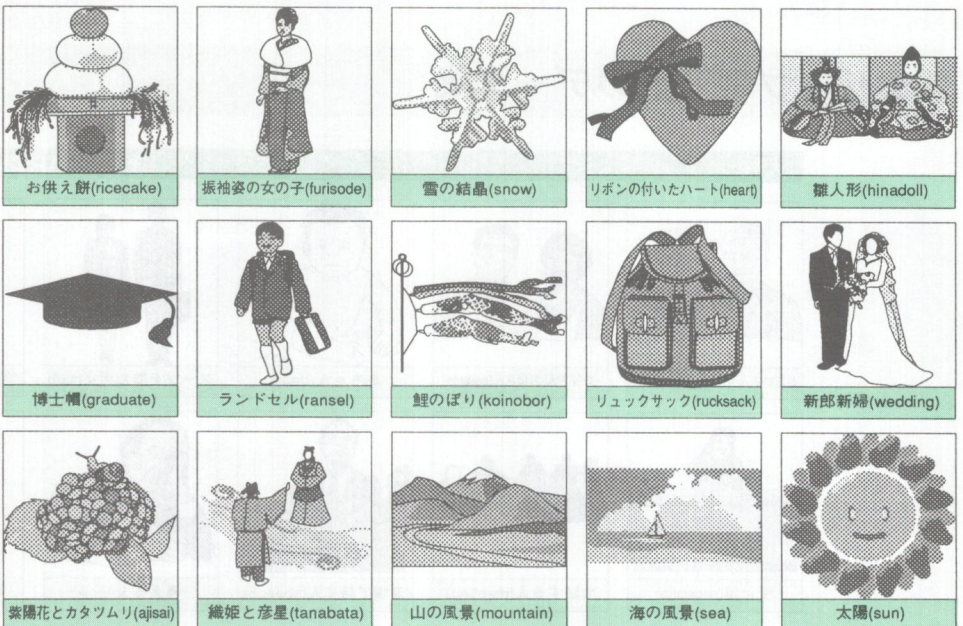 お供え餅(ricecake)
振袖姿の女の子(furisode)
雪の結晶(snow)
リボンの付いたハート(heart)
雛人形(hinadoll)
博士帽(graduate)
ランドセル(ransel)
鯉のぼり(koinobor)
リュックサック(rucksack)
新郎新婦(wedding)
紫陽花とカタツムリ(ajisai)
織姫と彦星(tanabata)
山の風景(mountain)
海の風景(sea)
太陽(sun)